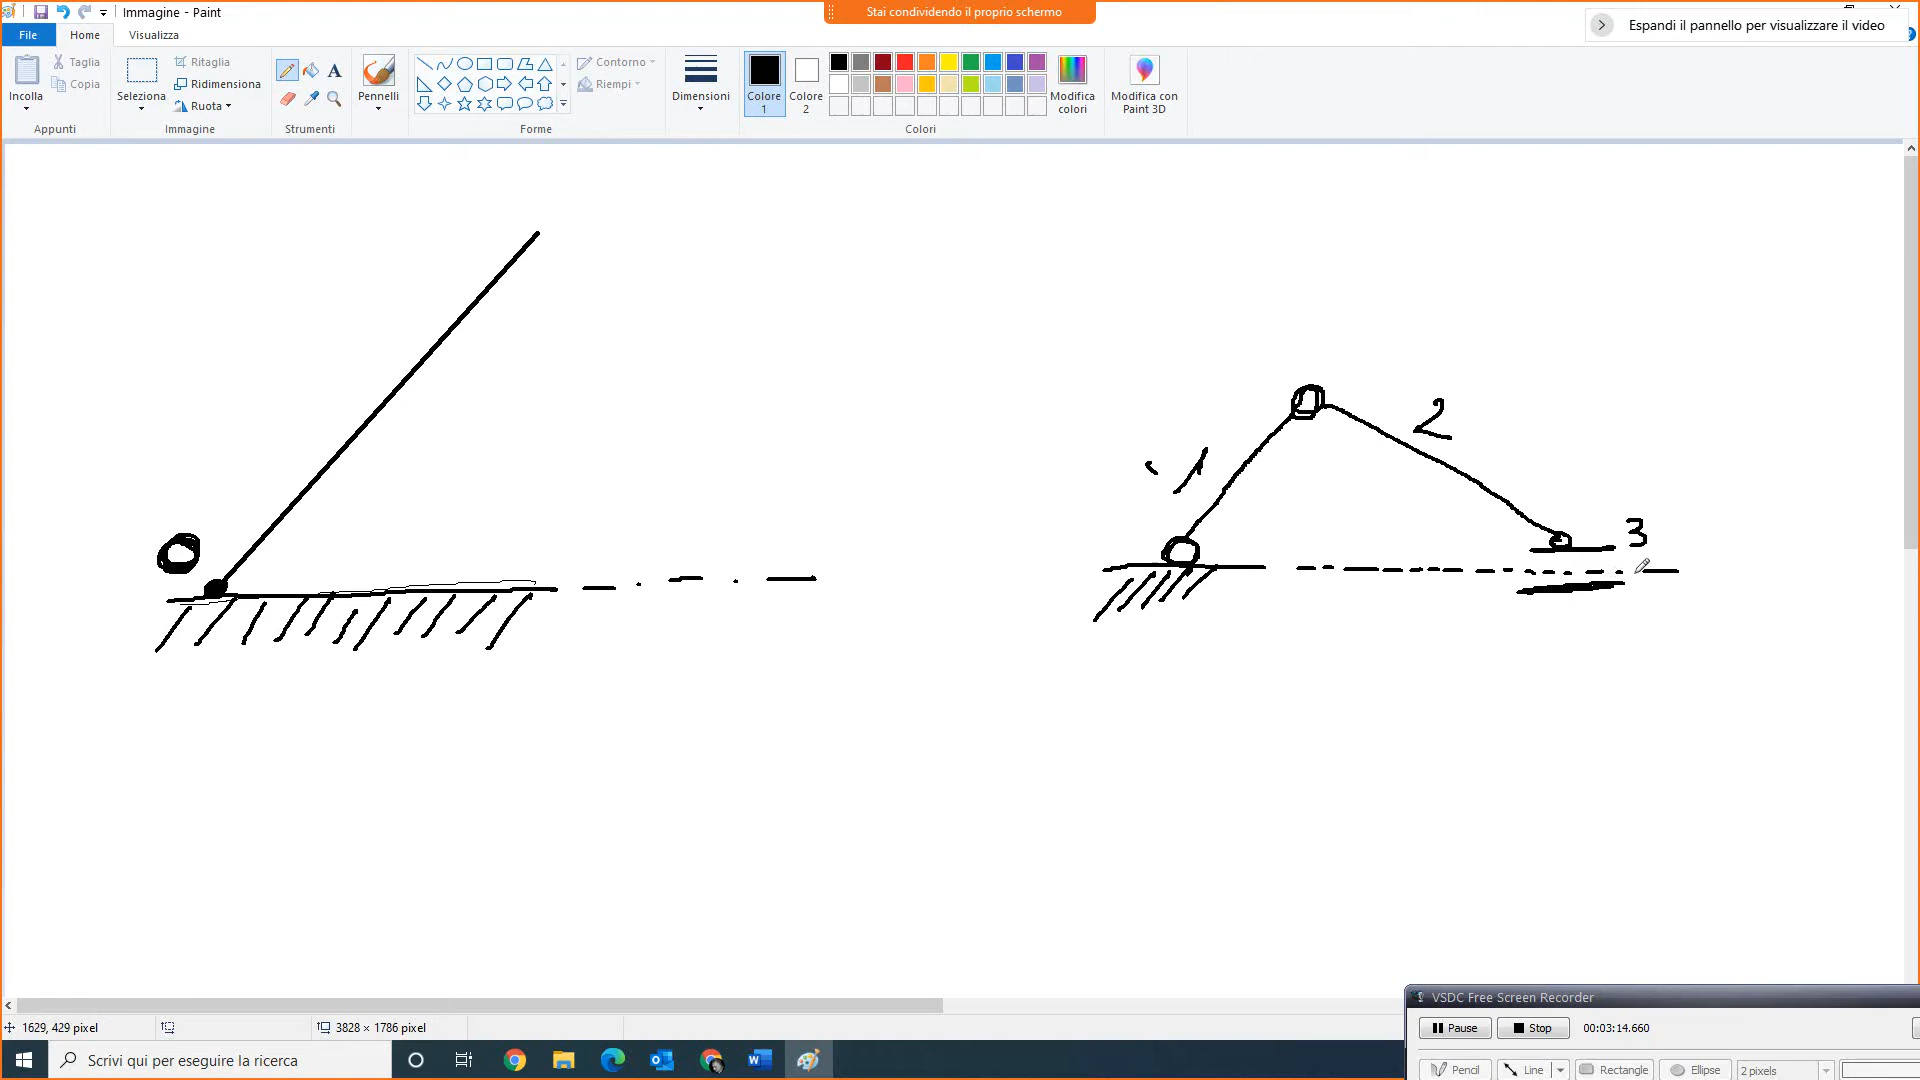 Immagine - Paint
Stai condividendo il proprio schermo
Espandi il pannello per visualizzare il video
File Home Visualizza
Incolla
Taglia
Copia
Appunti
Seleziona
Ritaglia
Ridimensiona
Ruota
Immagine
A
Strumenti
Pennelli
Contorno
Riempi
Forme
Dimensioni
Colore 1
Colore 2
Modifica colori
Colori
Modifica con Paint 3D
2
1
3
1629, 429 pixel
3828 × 1786 pixel
VSDC Free Screen Recorder
Pause Stop 00:03:14.660
Pencil Line Rectangle Ellipse 2 pixels
Scrivi qui per eseguire la ricerca